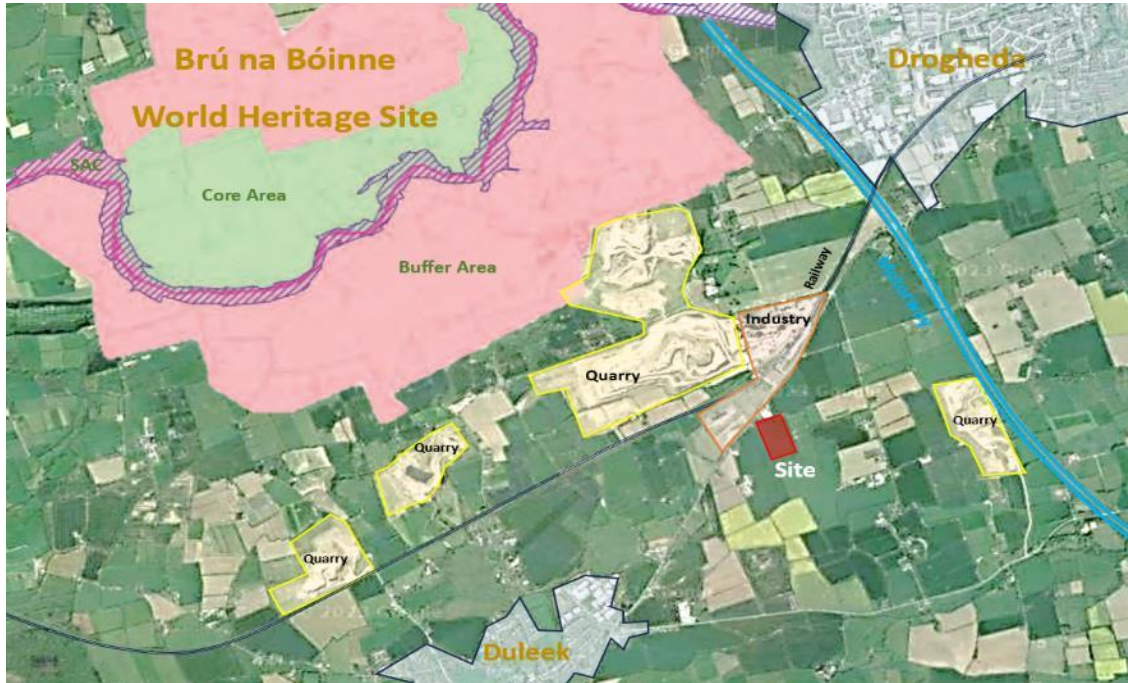 Brú na Bóinne
World Heritage Site
Drogheda
SAC
Core Area
Buffer Area
Railway
Motorway
Industry
Quarry
Quarry
Quarry
Site
Quarry
Duleek